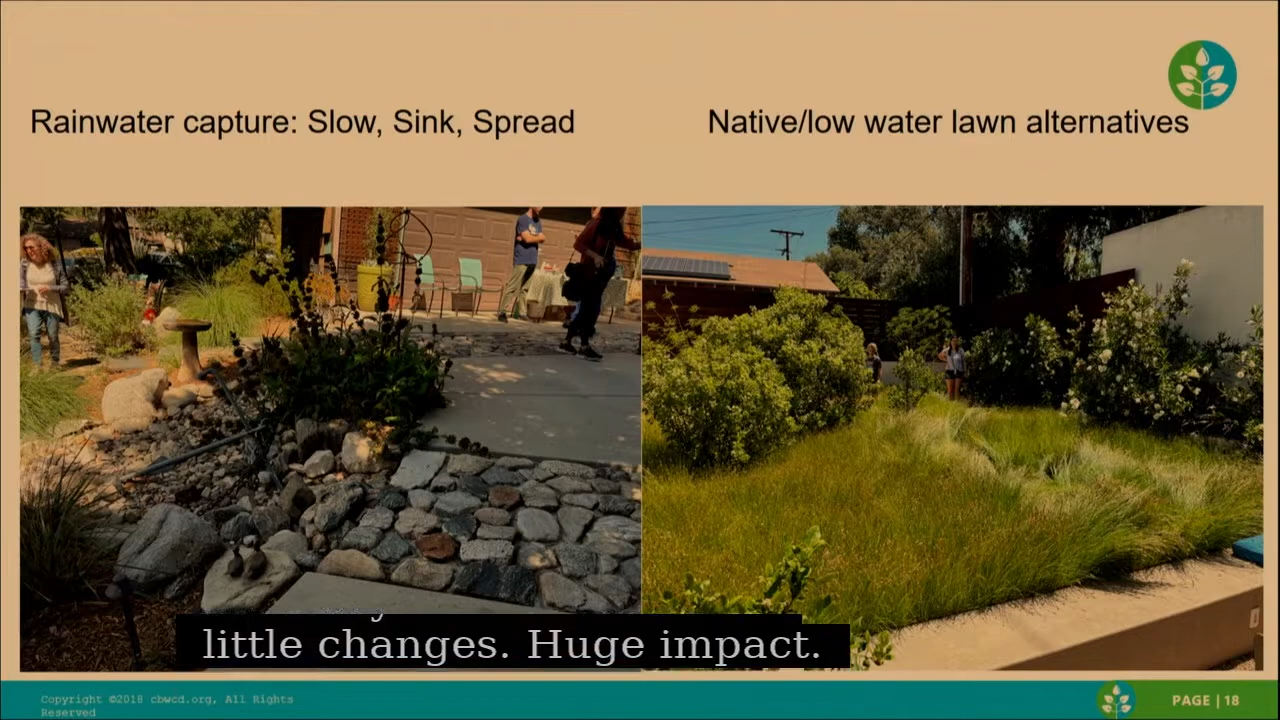 Rainwater capture: Slow, Sink, Spread
Native/low water lawn alternatives
little changes. Huge impact.
Copyright ©2018 cbwcd.org, All Rights
Reserved
PAGE | 18